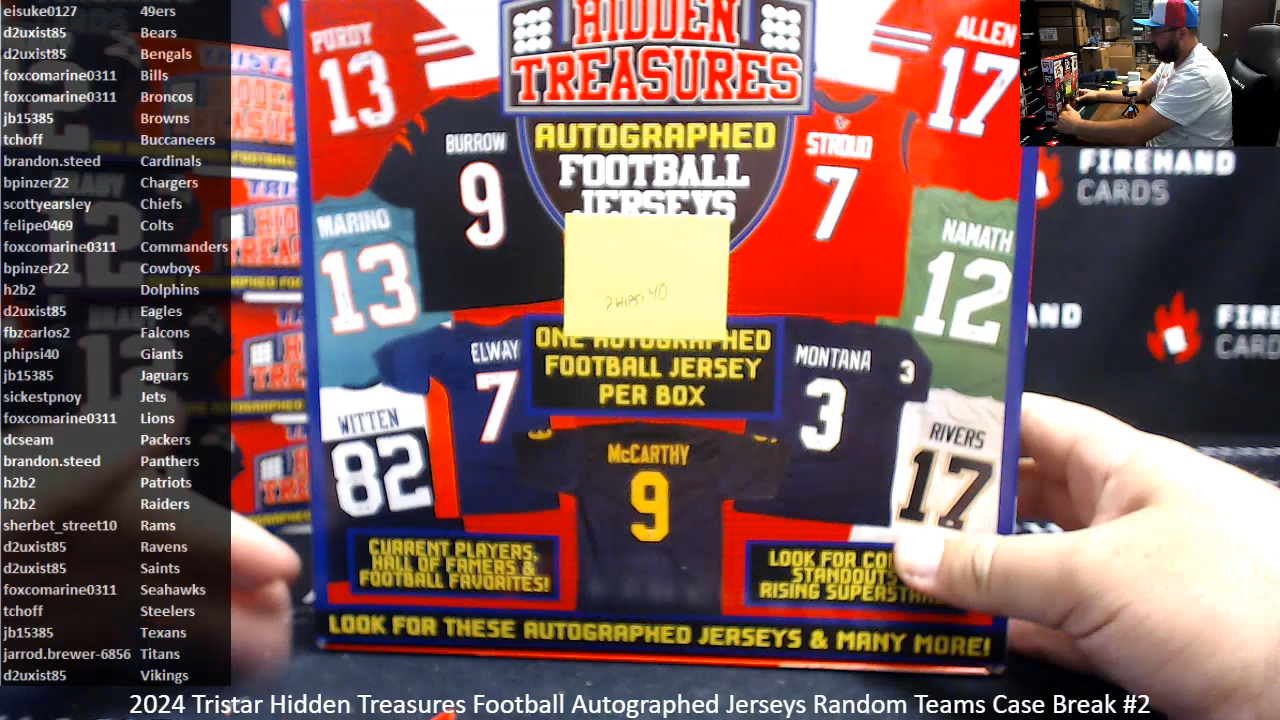 eisuke0127 49ers
d2uxist85 Bears
d2uxist85 Bengals
foxcomarine0311 Bills
foxcomarine0311 Broncos
jb15385 Browns
tchoff Buccaneers
brandon.steed Cardinals
bpinzer22 Chargers
scottyearsley Chiefs
felipe0469 Colts
foxcomarine0311 Commanders
bpinzer22 Cowboys
h2b2 Dolphins
d2uxist85 Eagles
fbzcarlos2 Falcons
phipsi40 Giants
jb15385 Jaguars
sickestpnoy Jets
foxcomarine0311 Lions
dcseam Packers
brandon.steed Panthers
h2b2 Patriots
h2b2 Raiders
sherbet_street10 Rams
d2uxist85 Ravens
d2uxist85 Saints
foxcomarine0311 Seahawks
tchoff Steelers
jb15385 Texans
jarrod.brewer-6856 Titans
d2uxist85 Vikings
HIDDEN
TREASURES
AUTOGRAPHED
FOOTBALL
JERSEYS
PURDY
13
ALLEN
17
BURROW
9
STROUD
7
MARINO
13
NAMATH
12
phipsi40
ONE AUTOGRAPHED
FOOTBALL JERSEY
PER BOX
ELWAY
7
MONTANA
3
3
WITTEN
82
McCARTHY
9
RIVERS
17
CURRENT PLAYERS,
HALL OF FAMERS &
FOOTBALL FAVORITES!
LOOK FOR
STANDOUTS
RISING
LOOK FOR THESE AUTOGRAPHED JERSEYS & MANY MORE!
FIREHAND
CARDS
2024 Tristar Hidden Treasures Football Autographed Jerseys Random Teams Case Break #2